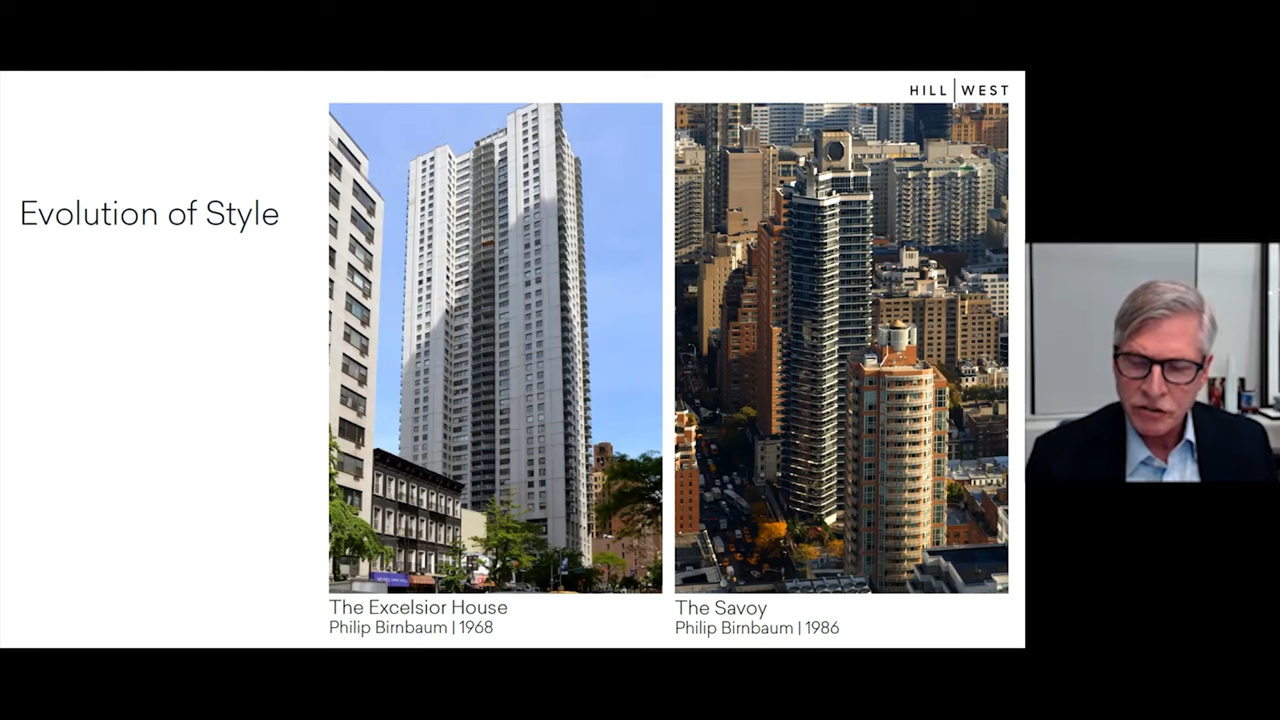 HILL | WEST
Evolution of Style
The Excelsior House
Philip Birnbaum | 1968
The Savoy
Philip Birnbaum | 1986